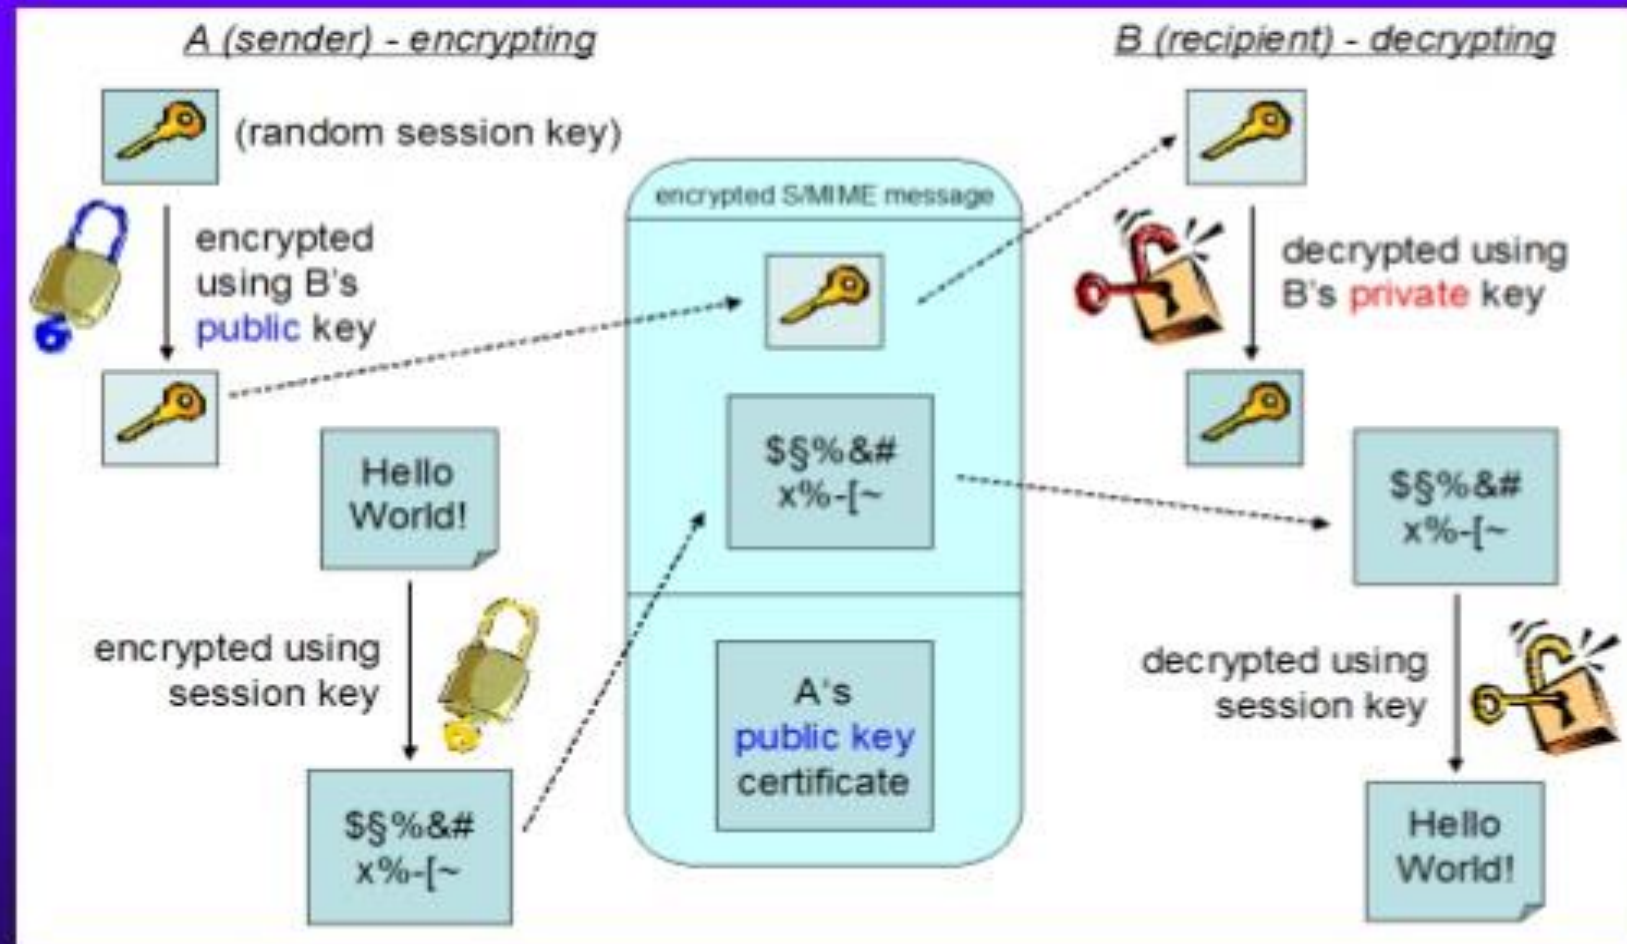 A (sender) - encrypting
(random session key)
encrypted
using B's
public key
Hello
World!
encrypted using
session key
$§%&#
x%-[~
encrypted S/MIME message
$§%&#
x%-[~
A's
public key
certificate
B (recipient) - decrypting
decrypted using
B's private key
$§%&#
x%-[~
decrypted using
session key
Hello
World!